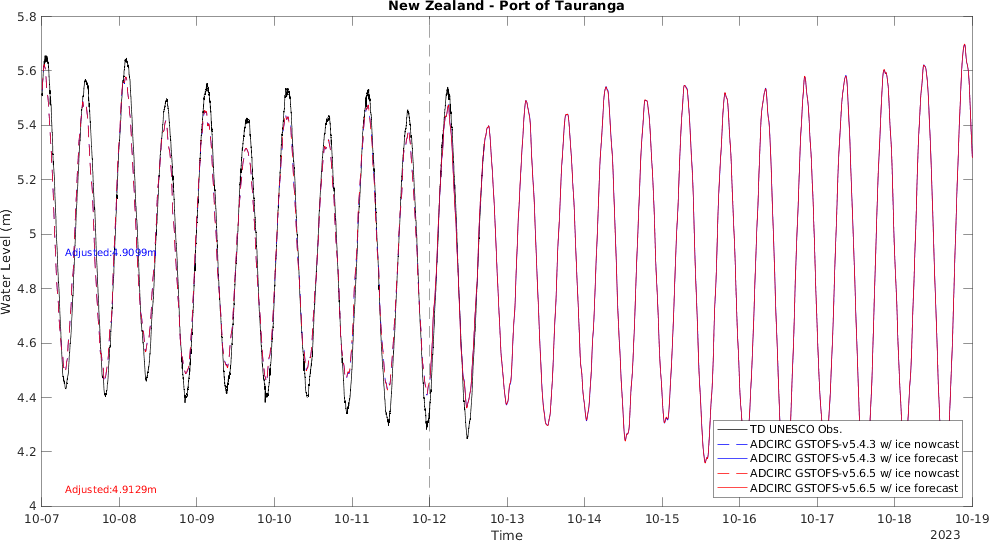 New Zealand - Port of Tauranga
5.8
5.6
5.4
5.2
5
4.8
4.6
4.4
4.2
4
Water Level (m)
Adjusted:4.9099m
Adjusted:4.9129m
TD UNESCO Obs.
ADCIRC GSTOFS-v5.4.3 w/ ice nowcast
ADCIRC GSTOFS-v5.4.3 w/ ice forecast
ADCIRC GSTOFS-v5.6.5 w/ ice nowcast
ADCIRC GSTOFS-v5.6.5 w/ ice forecast
10-07 10-08 10-09 10-10 10-11 10-12 10-13 10-14 10-15 10-16 10-17 10-18 10-19
Time
2023